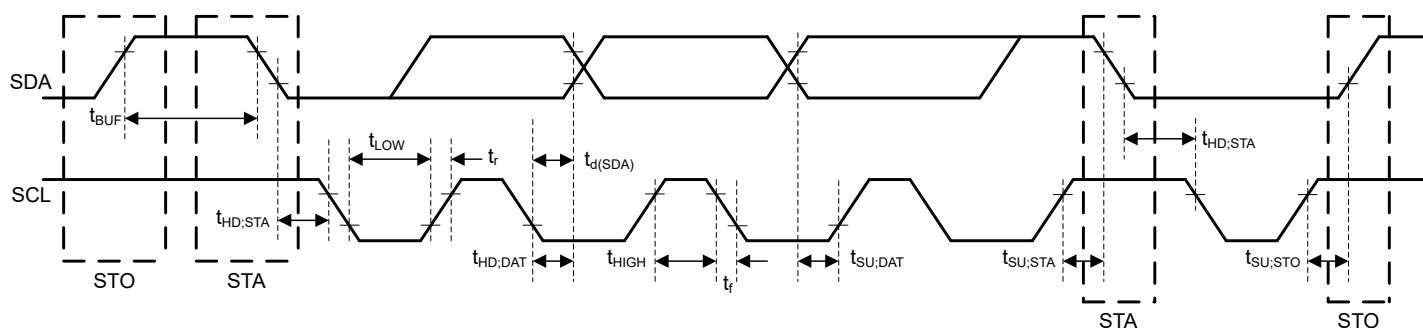 SDA
tBUF
tLOW
tr
td(SDA)
tHD;STA
SCL
tHD;STA
tHD;DAT
tHIGH
tf
tSU;DAT
tSU;STA
tSU;STO
STO
STA
STA
STO